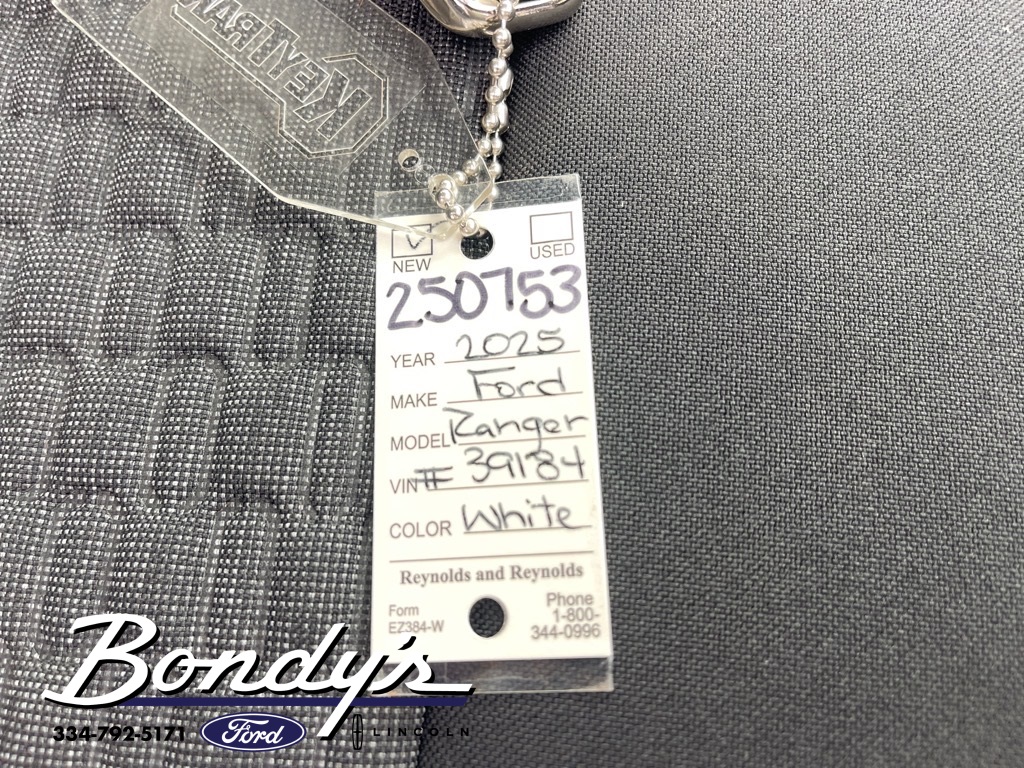 KEYTRAK
NEW USED
250753
YEAR 2025
MAKE Ford
MODEL Ranger
VIN # 39184
COLOR White
Reynolds and Reynolds
Form
EZ384-W
Phone
1-800-
344-0996
Bondy's
334-792-5171 Ford LINCOLN